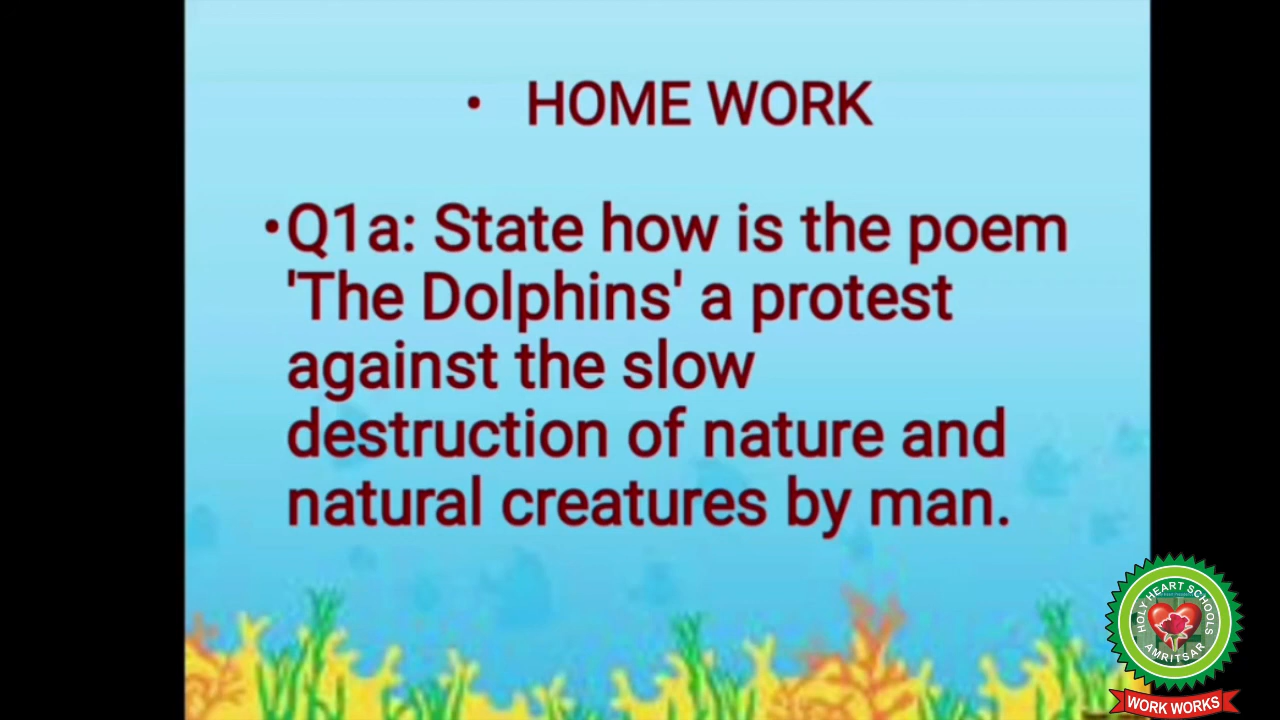 • HOME WORK
•Q1a: State how is the poem
'The Dolphins' a protest
against the slow
destruction of nature and
natural creatures by man.
HOLY HEART SCHOOLS
AMRITSAR
WORK WORKS